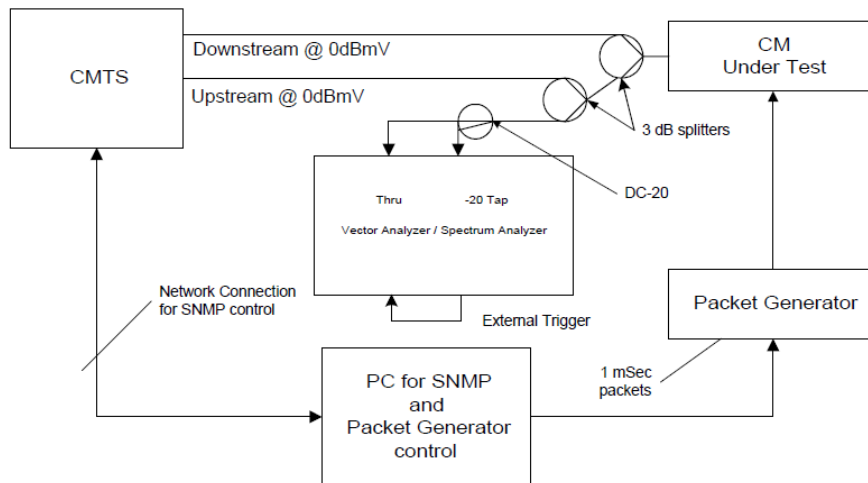 Downstream @ 0dBmV
CMTS
Upstream @ 0dBmV
CM
Under Test
3 dB splitters
DC-20
Thru
-20 Tap
Vector Analyzer / Spectrum Analyzer
Network Connection
for SNMP control
External Trigger
Packet Generator
1 mSec
packets
PC for SNMP
and
Packet Generator
control